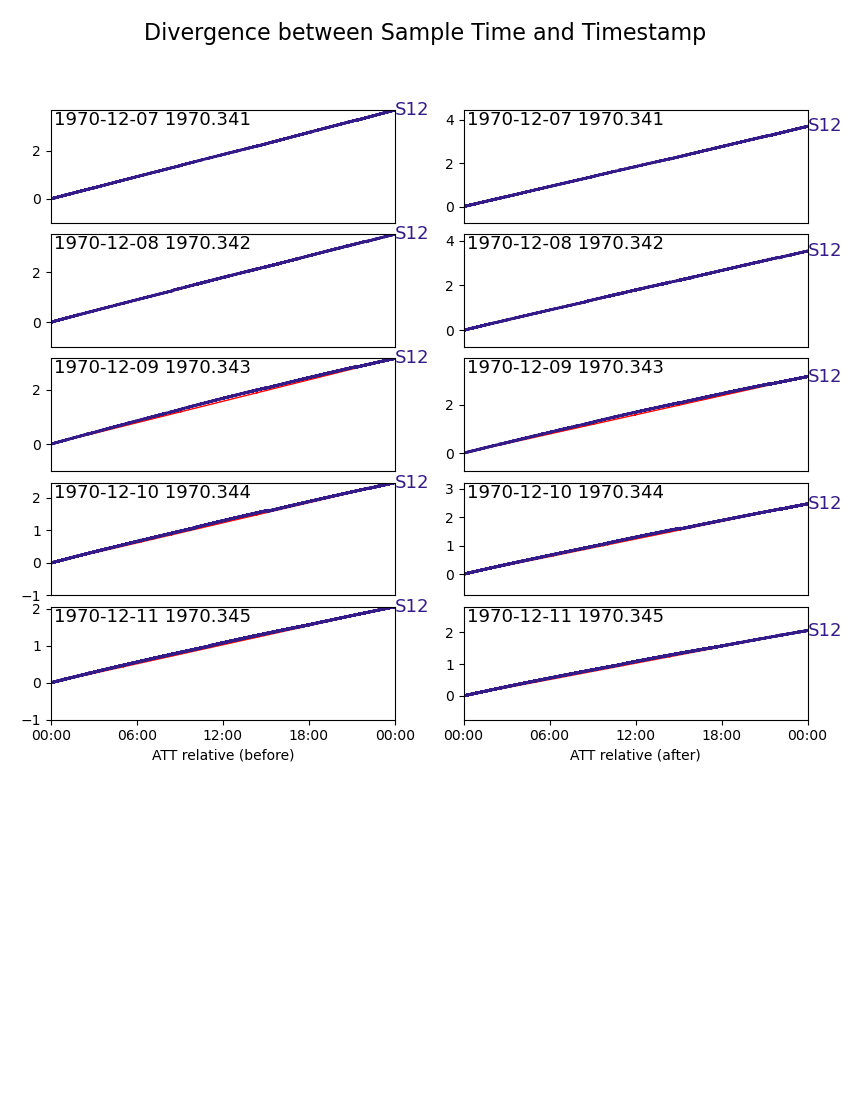 Divergence between Sample Time and Timestamp
1970-12-07 1970.341
S12
2
0
1970-12-07 1970.341
S12
4
2
0
1970-12-08 1970.342
S12
2
0
1970-12-08 1970.342
S12
4
2
0
1970-12-09 1970.343
S12
2
0
1970-12-09 1970.343
S12
2
0
1970-12-10 1970.344
S12
2
1
0
−1
1970-12-10 1970.344
S12
3
2
1
0
1970-12-11 1970.345
S12
2
1
0
−1
00:00 06:00 12:00 18:00 00:00
ATT relative (before)
1970-12-11 1970.345
S12
2
1
0
00:00 06:00 12:00 18:00 00:00
ATT relative (after)